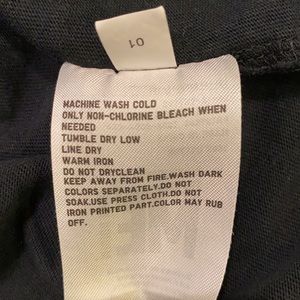 01
MACHINE WASH COLD
ONLY NON-CHLORINE BLEACH WHEN
NEEDED
TUMBLE DRY LOW
LINE DRY
WARM IRON
DO NOT DRYCLEAN
KEEP AWAY FROM FIRE.WASH DARK
COLORS SEPARATELY.DO NOT
SOAK.USE PRESS CLOTH.DO NOT
IRON PRINTED PART.COLOR MAY RUB
OFF.